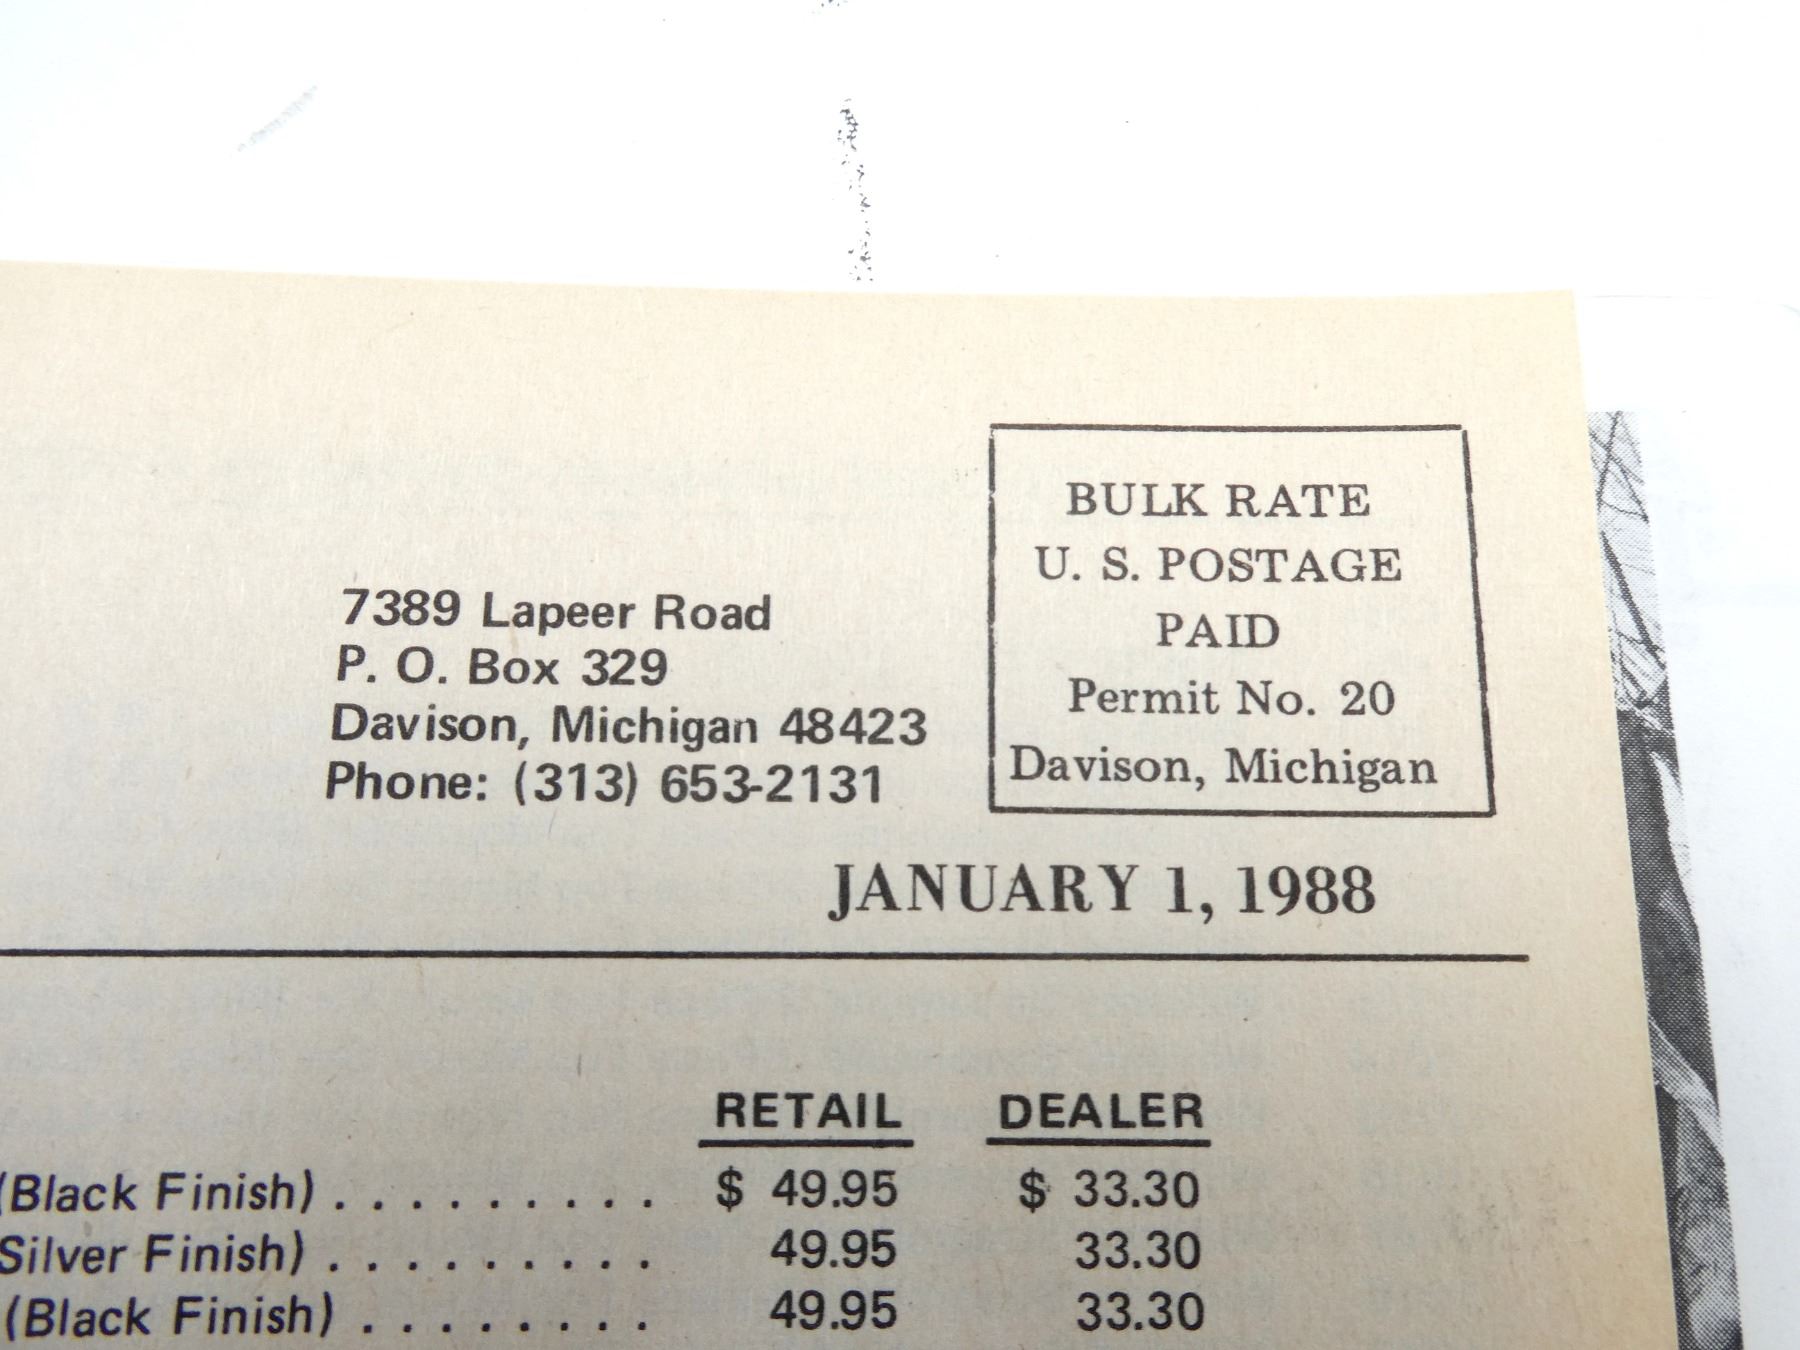 BULK RATE
U. S. POSTAGE
PAID
Permit No. 20
Davison, Michigan
7389 Lapeer Road
P. O. Box 329
Davison, Michigan 48423
Phone: (313) 653-2131
JANUARY 1, 1988
RETAIL DEALER
(Black Finish) . . . . . . . . . . $ 49.95 $ 33.30
Silver Finish) . . . . . . . . . . 49.95 33.30
(Black Finish) . . . . . . . . . 49.95 33.30